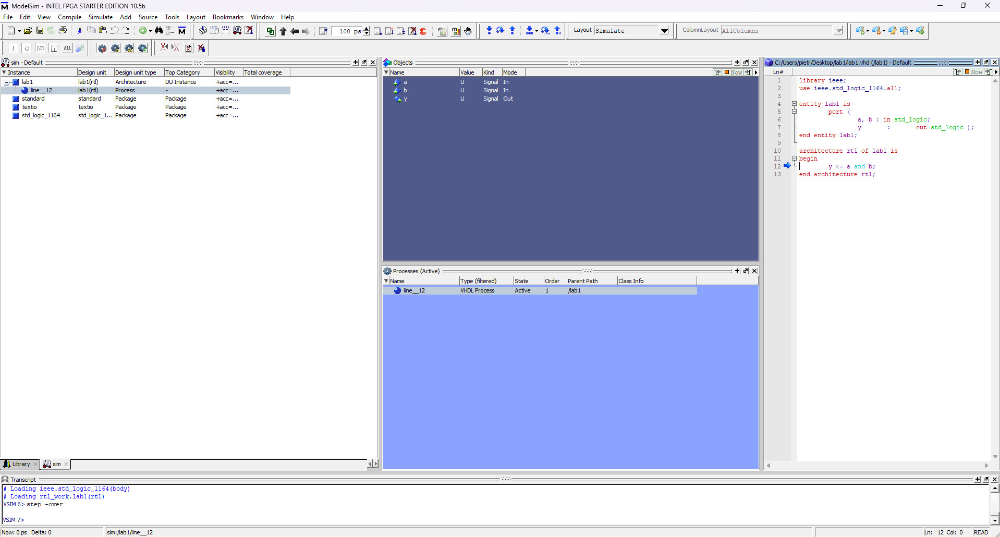 ModelSim - INTEL FPGA STARTER EDITION 10.5b
File Edit View Compile Simulate Add Source Tools Layout Bookmarks Window Help
100 ps
Layout Simulate
ColumnLayout AllColumns
sim - Default
Instance Design unit Design unit type Top Category Visibility Total coverage
lab1 lab1(rtl) Architecture DU Instance +acc=...
line__12 lab1(rtl) Process - +acc=...
standard standard Package Package +acc=...
textio textio Package Package +acc=...
std_logic_1164 std_logic_1... Package Package +acc=...
Library sim
Objects
Name Value Kind Mode Now
a U Signal In
b U Signal In
y U Signal Out
Processes (Active)
Name Type (filtered) State Order Parent Path Class Info
line__12 VHDL Process Active 1 /lab1
C:/Users/pietr/Desktop/lab1/lab1.vhd (/lab1) - Default
Ln# Now
1 library ieee;
2 use ieee.std_logic_1164.all;
3
4 entity lab1 is
5 port (
6 a, b : in std_logic;
7 y : out std_logic );
8 end entity lab1;
9
10 architecture rtl of lab1 is
11 begin
12 y <= a and b;
13 end architecture rtl;
Transcript
# Loading ieee.std_logic_1164(body)
# Loading rtl_work.lab1(rtl)
VSIM 6> step -over
VSIM 7>
Now: 0 ps Delta: 0 sim:/lab1/line__12 Ln: 12 Col: 0 READ